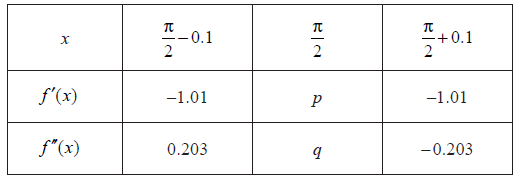 x π/2−0.1 π/2 π/2+0.1
f′(x) −1.01 p −1.01
f″(x) 0.203 q −0.203